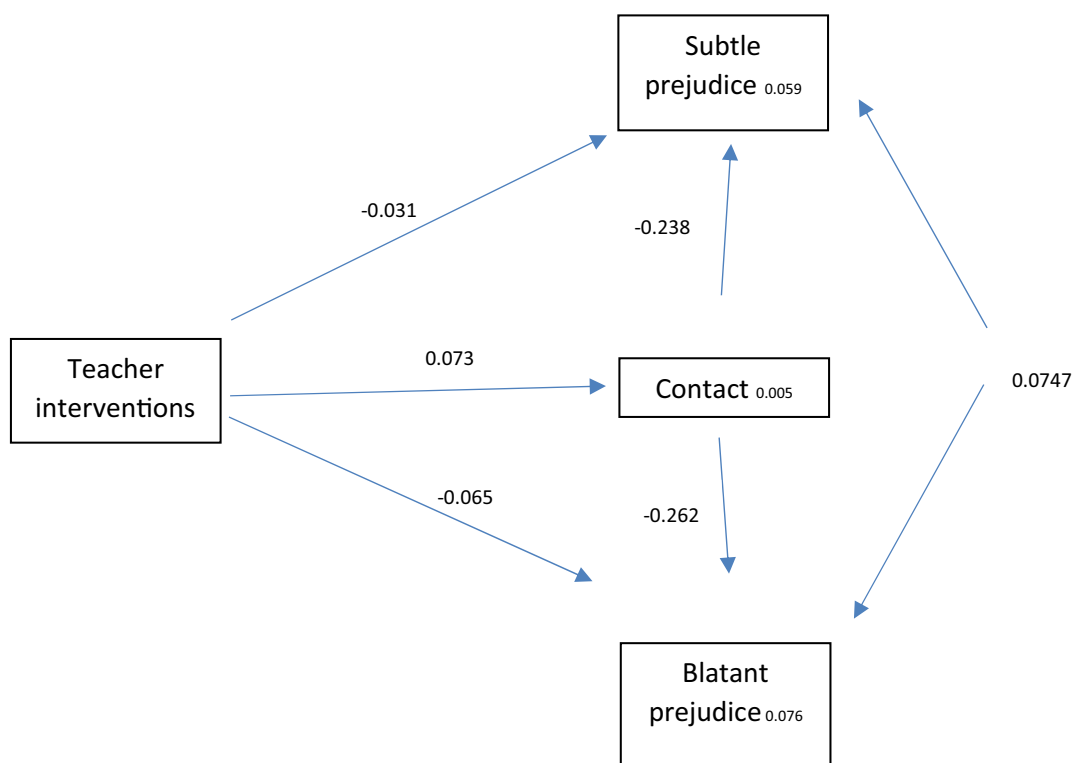 Subtle
prejudice 0.059
-0.031
-0.238
Teacher
interventions
0.073
Contact 0.005
0.0747
-0.065
-0.262
Blatant
prejudice 0.076